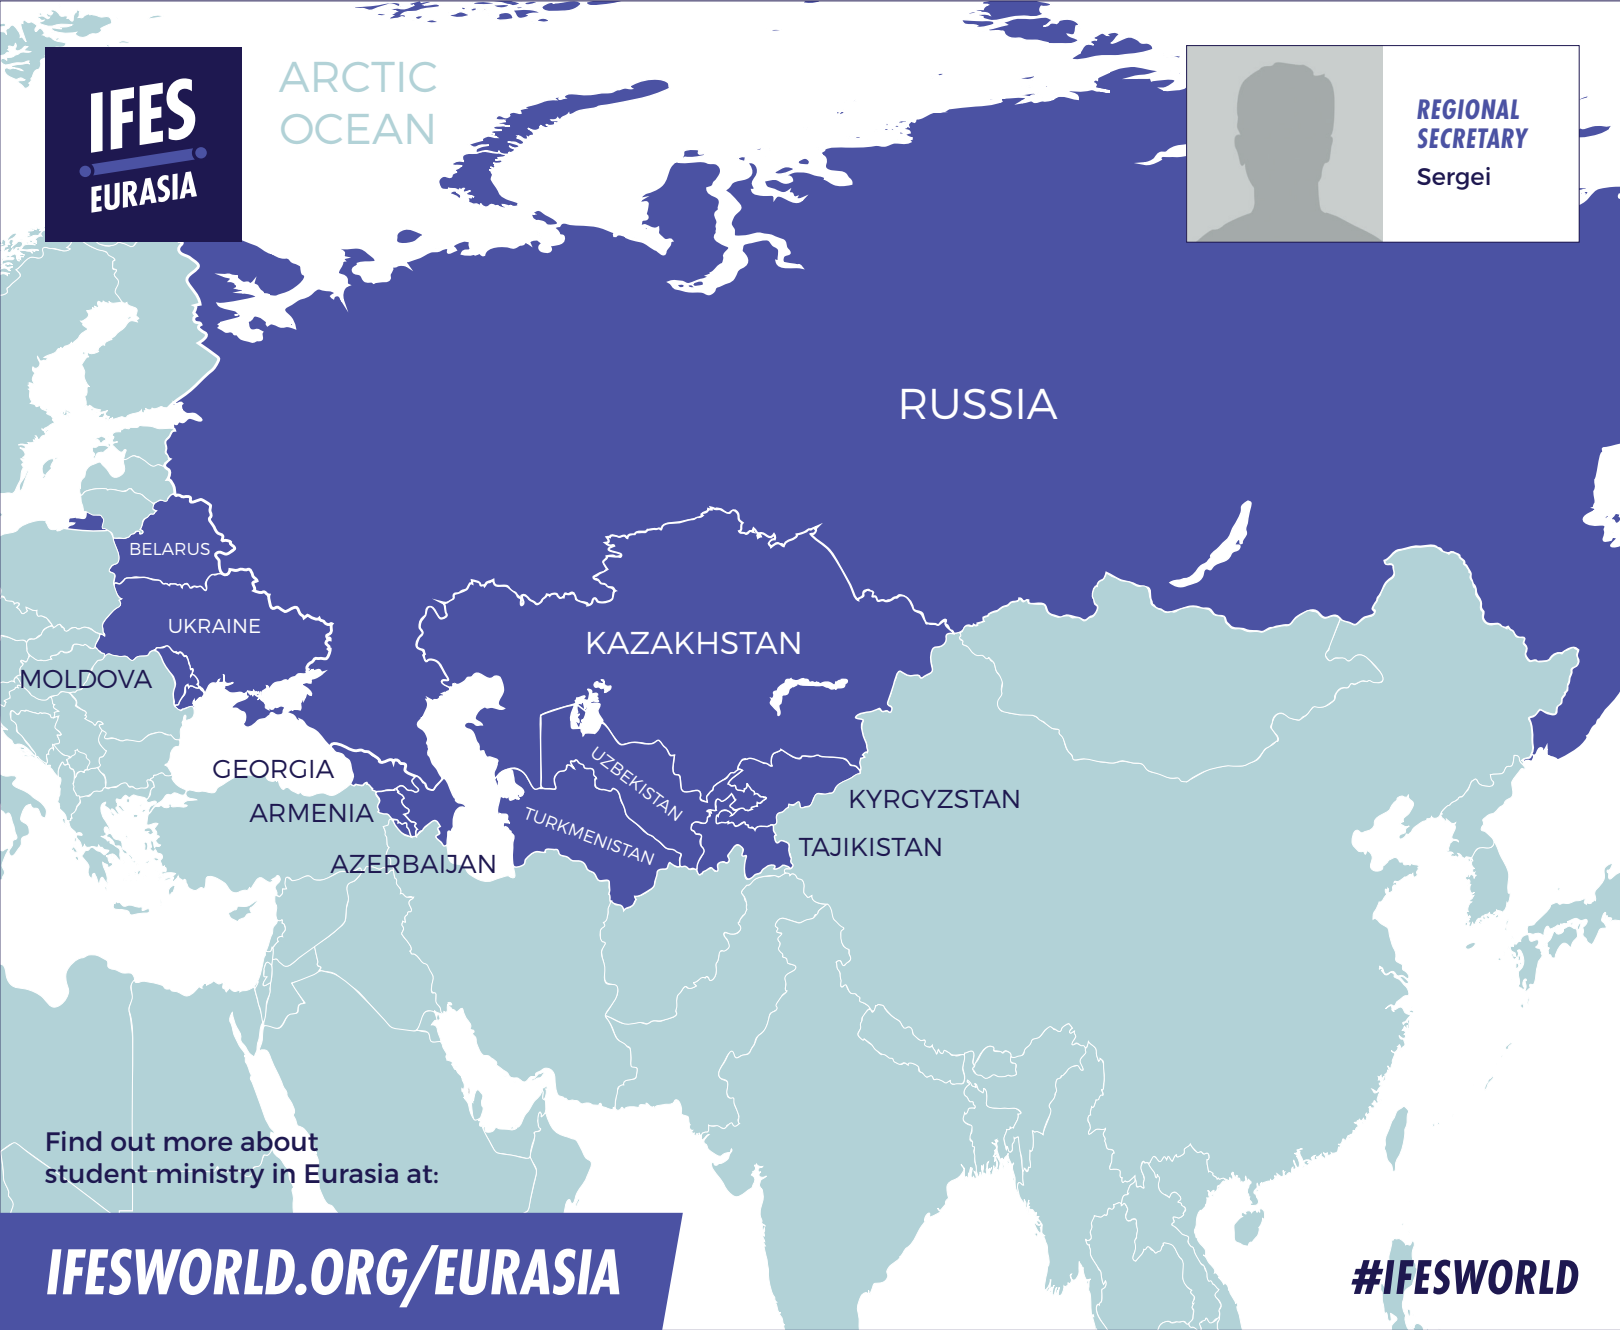 IFES
EURASIA
ARCTIC
OCEAN
REGIONAL
SECRETARY
Sergei
RUSSIA
BELARUS
UKRAINE
KAZAKHSTAN
MOLDOVA
GEORGIA
UZBEKISTAN
ARMENIA
KYRGYZSTAN
TURKMENISTAN
TAJIKISTAN
AZERBAIJAN
Find out more about
student ministry in Eurasia at:
IFESWORLD.ORG/EURASIA
#IFESWORLD